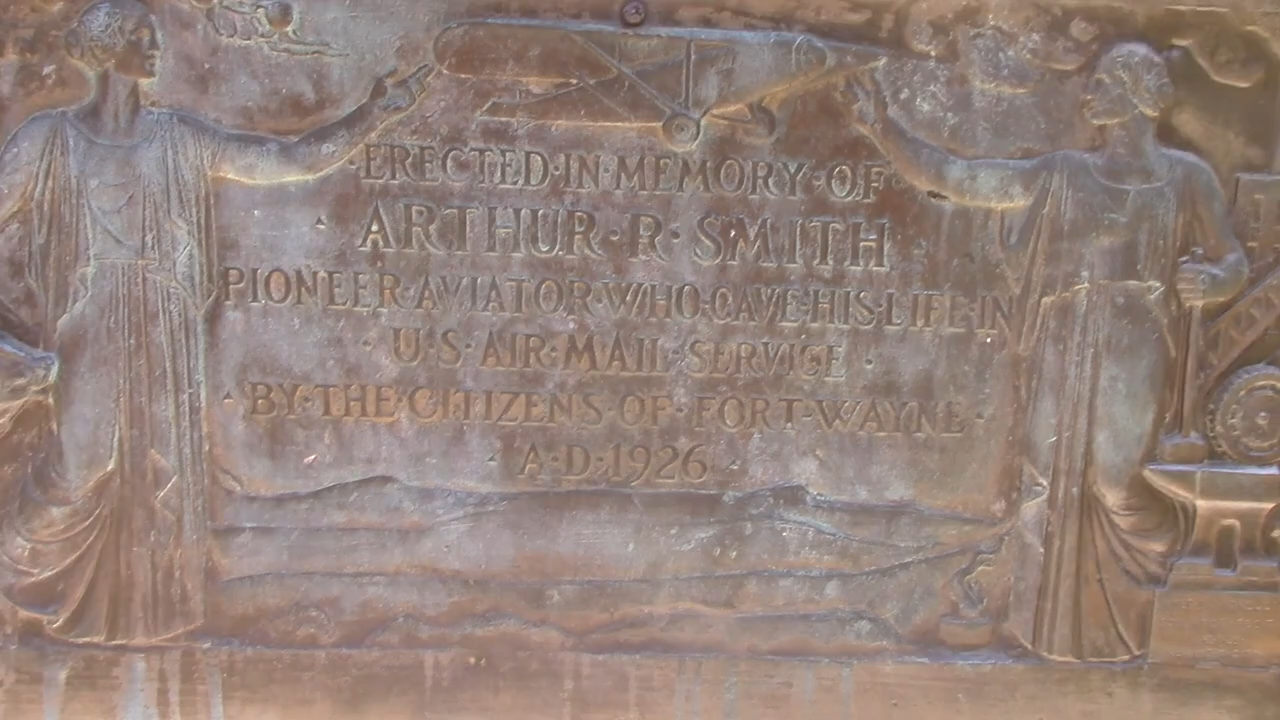 ERECTED·IN·MEMORY·OF
ARTHUR·R·SMITH
PIONEER·AVIATOR·WHO·GAVE·HIS·LIFE·IN
U·S·AIR·MAIL·SERVICE
BY·THE·CITIZENS·OF·FORT·WAYNE
A·D·1926